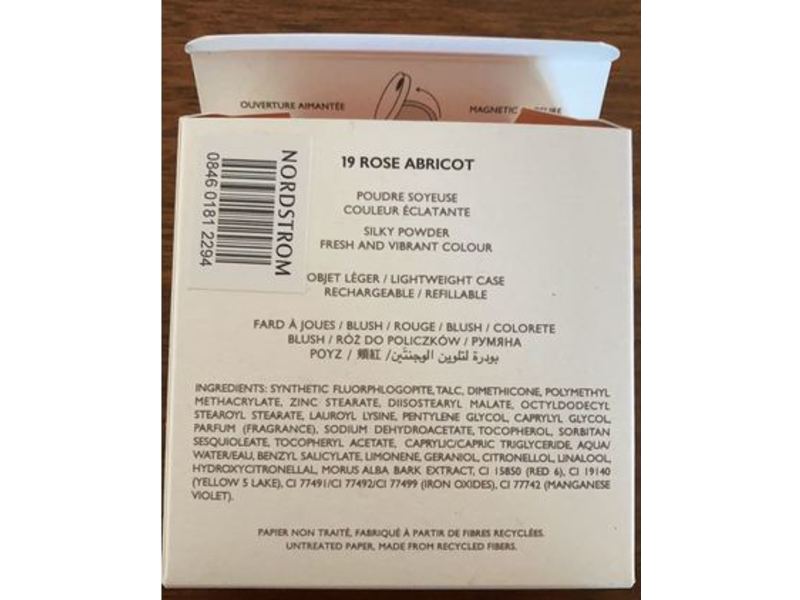 OUVERTURE AIMANTÉE
MAGNETIC
NORDSTROM
0846 0181 2294
19 ROSE ABRICOT
POUDRE SOYEUSE
COULEUR ÉCLATANTE
SILKY POWDER
FRESH AND VIBRANT COLOUR
OBJET LÉGER / LIGHTWEIGHT CASE
RECHARGEABLE / REFILLABLE
FARD À JOUES / BLUSH / ROUGE / BLUSH / COLORETE
BLUSH / RÓŻ DO POLICZKÓW / РУМЯНА
ΡΟΥΖ / 頬紅 / بودرة لتلوين الوجنتين
INGREDIENTS: SYNTHETIC FLUORPHLOGOPITE, TALC, DIMETHICONE, POLYMETHYL
METHACRYLATE, ZINC STEARATE, DIISOSTEARYL MALATE, OCTYLDODECYL
STEAROYL STEARATE, LAUROYL LYSINE, PENTYLENE GLYCOL, CAPRYLYL GLYCOL,
PARFUM (FRAGRANCE), SODIUM DEHYDROACETATE, TOCOPHEROL, SORBITAN
SESQUIOLEATE, TOCOPHERYL ACETATE, CAPRYLIC/CAPRIC TRIGLYCERIDE, AQUA/
WATER/EAU, BENZYL SALICYLATE, LIMONENE, GERANIOL, CITRONELLOL, LINALOOL,
HYDROXYCITRONELLAL, MORUS ALBA BARK EXTRACT, CI 15850 (RED 6), CI 19140
(YELLOW 5 LAKE), CI 77491/CI 77492/CI 77499 (IRON OXIDES), CI 77742 (MANGANESE
VIOLET).
PAPIER NON TRAITÉ, FABRIQUÉ À PARTIR DE FIBRES RECYCLÉES.
UNTREATED PAPER, MADE FROM RECYCLED FIBERS.